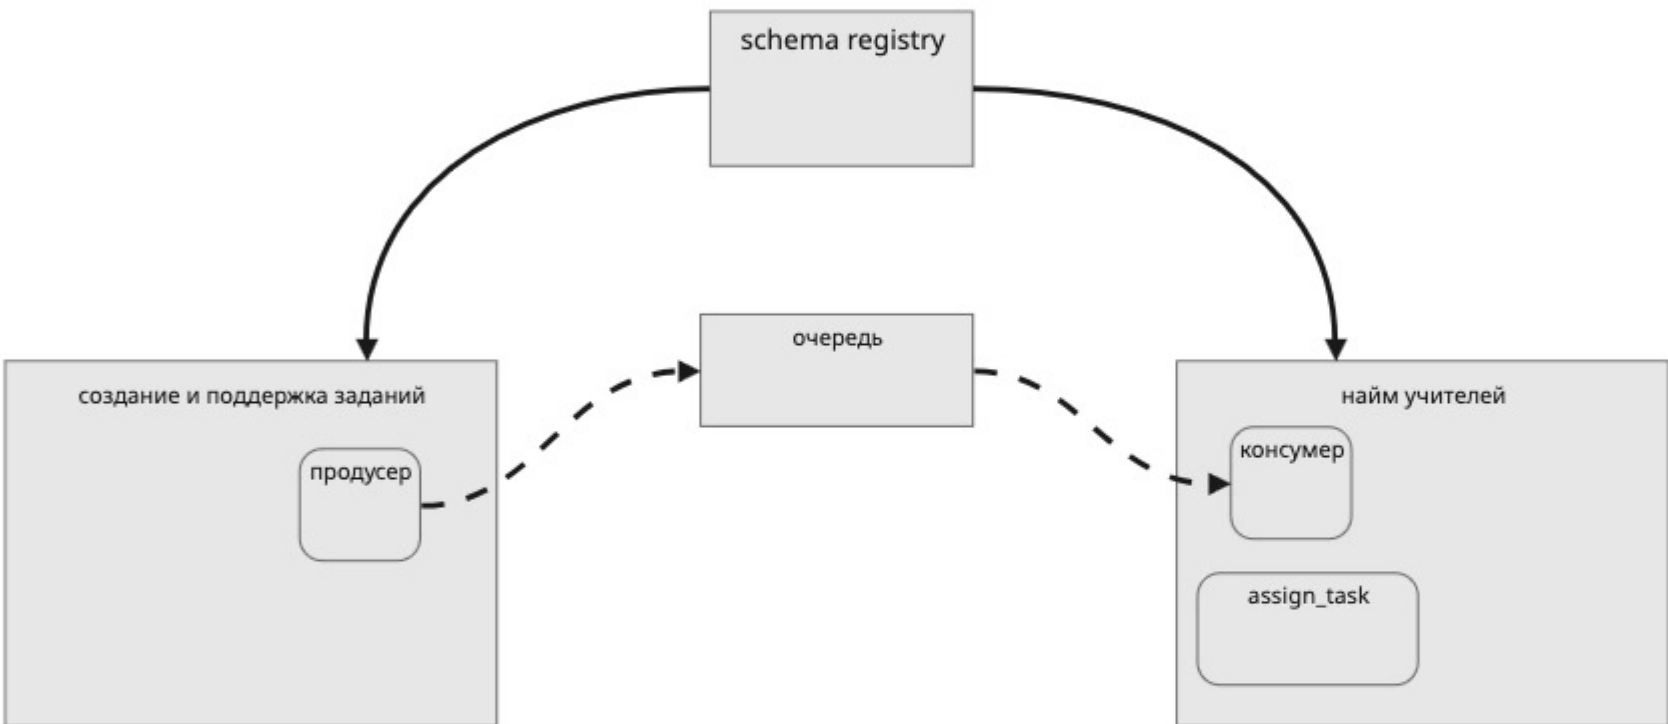 schema registry
очередь
создание и поддержка заданий
продусер
найм учителей
консумер
assign_task